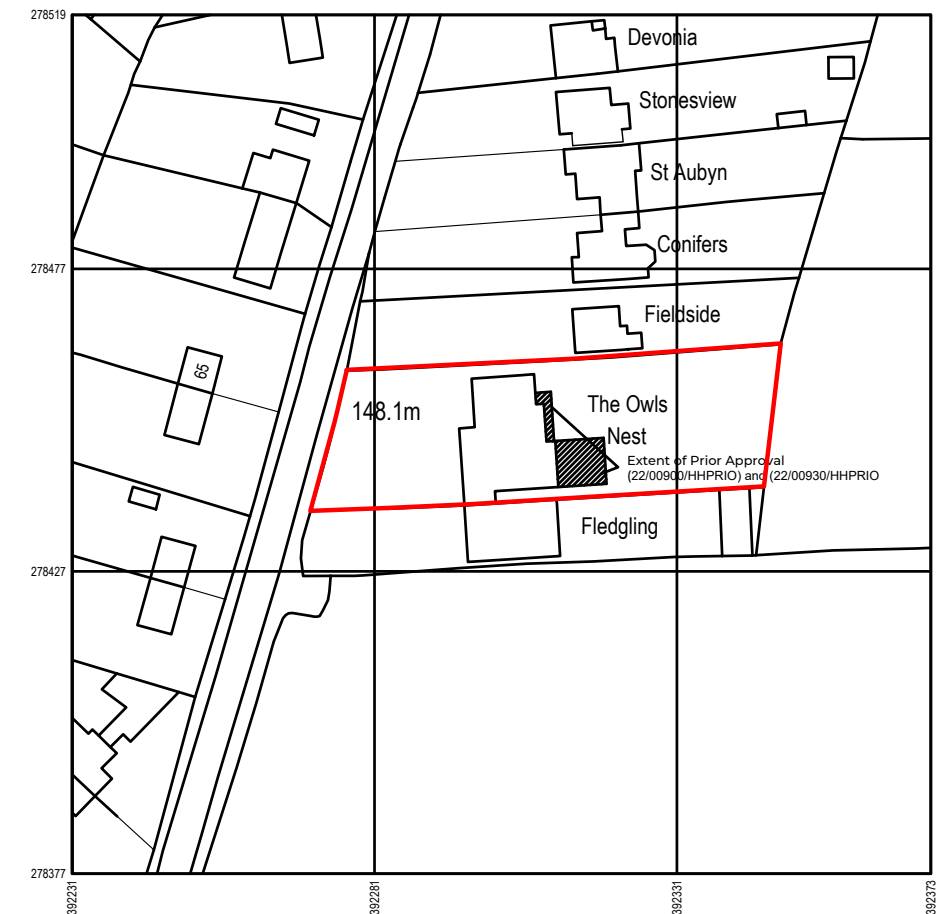 278519
Devonia
Stonesview
St Aubyn
Conifers
278477
Fieldside
65
148.1m
The Owls
Nest
Extent of Prior Approval
(22/00900/HHPRIO) and (22/00930/HHPRIO
Fledgling
278427
278377
392231
392281
392331
392373